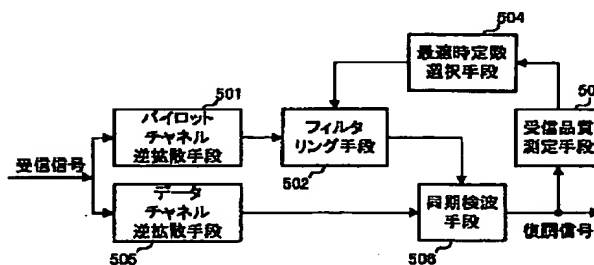 504
最適時定数
選択手段
501
パイロット
チャネル
逆拡散手段
フィルタ
リング手段
502
50
受信品質
測定手段
受信信号
データ
チャネル
逆拡散手段
505
同期検波
手段
506
復調信号